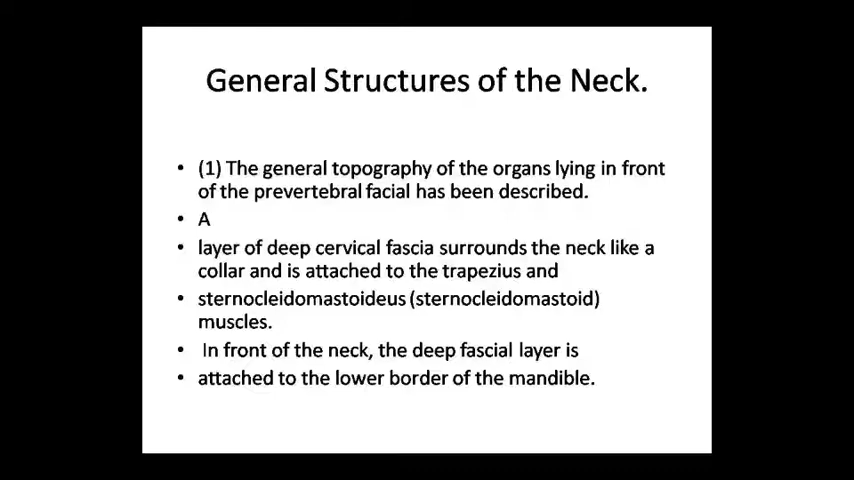 General Structures of the Neck.
• (1) The general topography of the organs lying in front
of the prevertebral facial has been described.
• A
• layer of deep cervical fascia surrounds the neck like a
collar and is attached to the trapezius and
• sternocleidomastoideus (sternocleidomastoid)
muscles.
• In front of the neck, the deep fascial layer is
• attached to the lower border of the mandible.